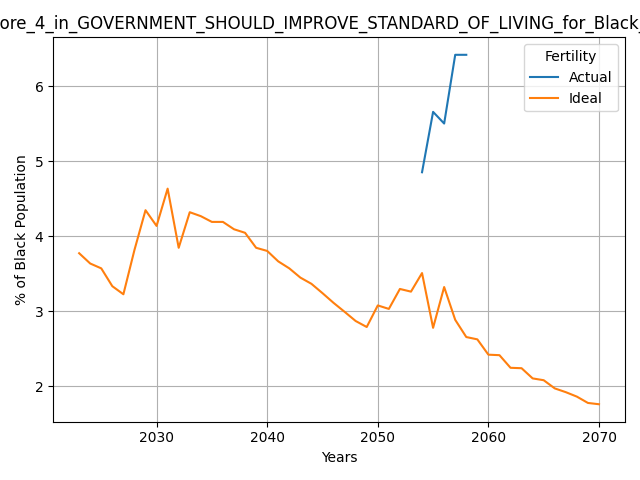 ore_4_in_GOVERNMENT_SHOULD_IMPROVE_STANDARD_OF_LIVING_for_Black_
Fertility
Actual
Ideal
% of Black Population
6
5
4
3
2
2030 2040 2050 2060 2070
Years